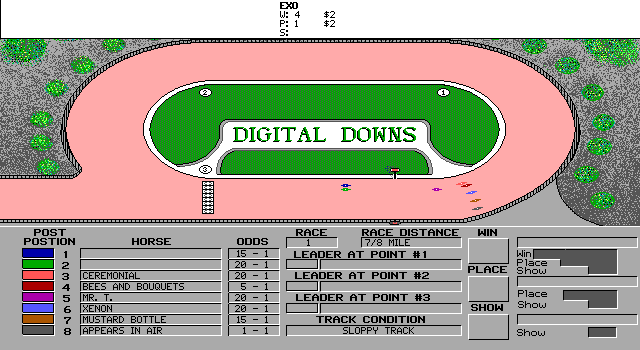 EXO
W: 4 $2
P: 1 $2
S:
2
1
DIGITAL DOWNS
3
POST POSTION HORSE ODDS
1 15 - 1
2 20 - 1
3 CEREMONIAL 20 - 1
4 BEES AND BOUQUETS 5 - 1
5 MR. T. 20 - 1
6 XENON 20 - 1
7 MUSTARD BOTTLE 15 - 1
8 APPEARS IN AIR 1 - 1
RACE RACE DISTANCE
1 7/8 MILE
LEADER AT POINT #1
LEADER AT POINT #2
LEADER AT POINT #3
TRACK CONDITION
SLOPPY TRACK
WIN
Win
Place
Show
PLACE
Place
Show
SHOW
Show